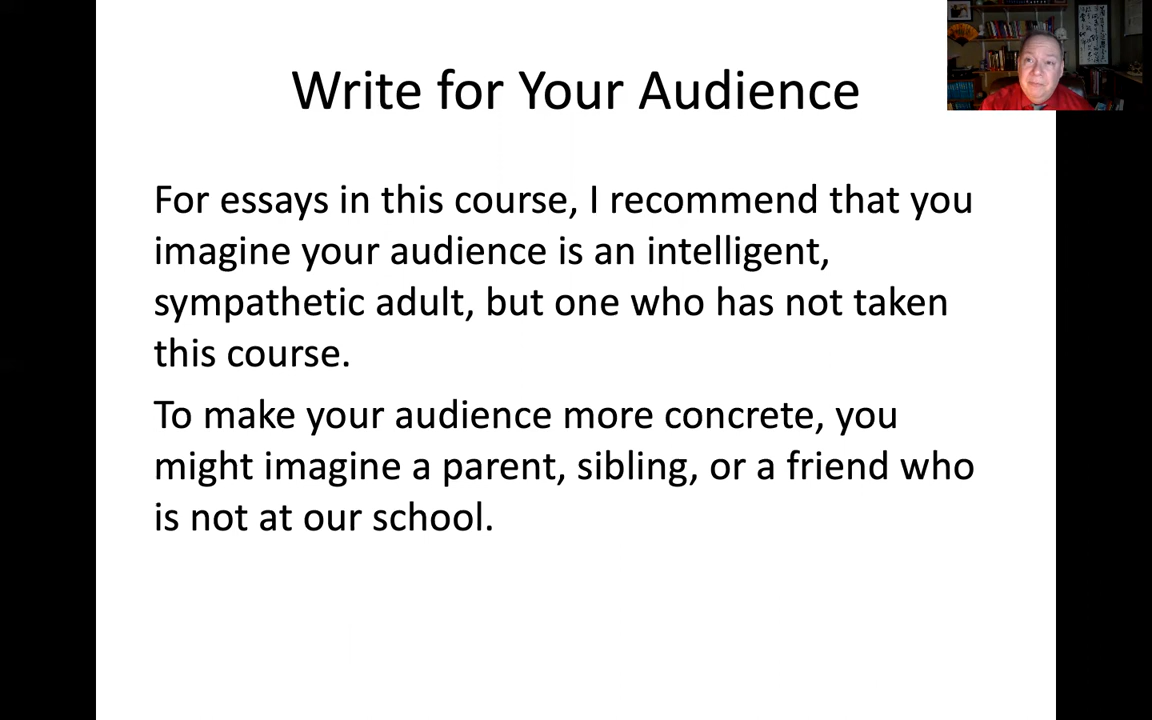 Write for Your Audience
For essays in this course, I recommend that you
imagine your audience is an intelligent,
sympathetic adult, but one who has not taken
this course.
To make your audience more concrete, you
might imagine a parent, sibling, or a friend who
is not at our school.